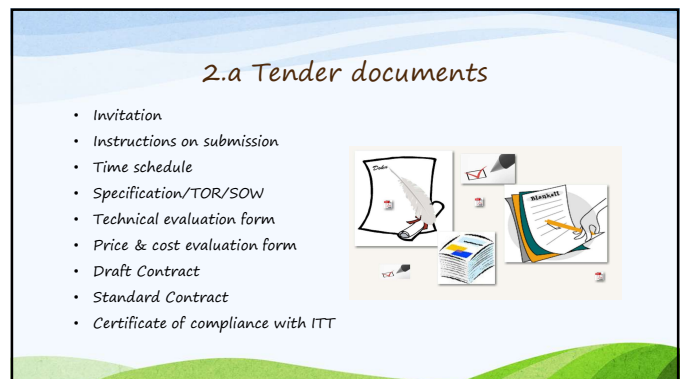 2.a Tender documents
• Invitation
• Instructions on submission
• Time schedule
• Specification/TOR/SOW
• Technical evaluation form
• Price & cost evaluation form
• Draft Contract
• Standard Contract
• Certificate of compliance with ITT
Blankett